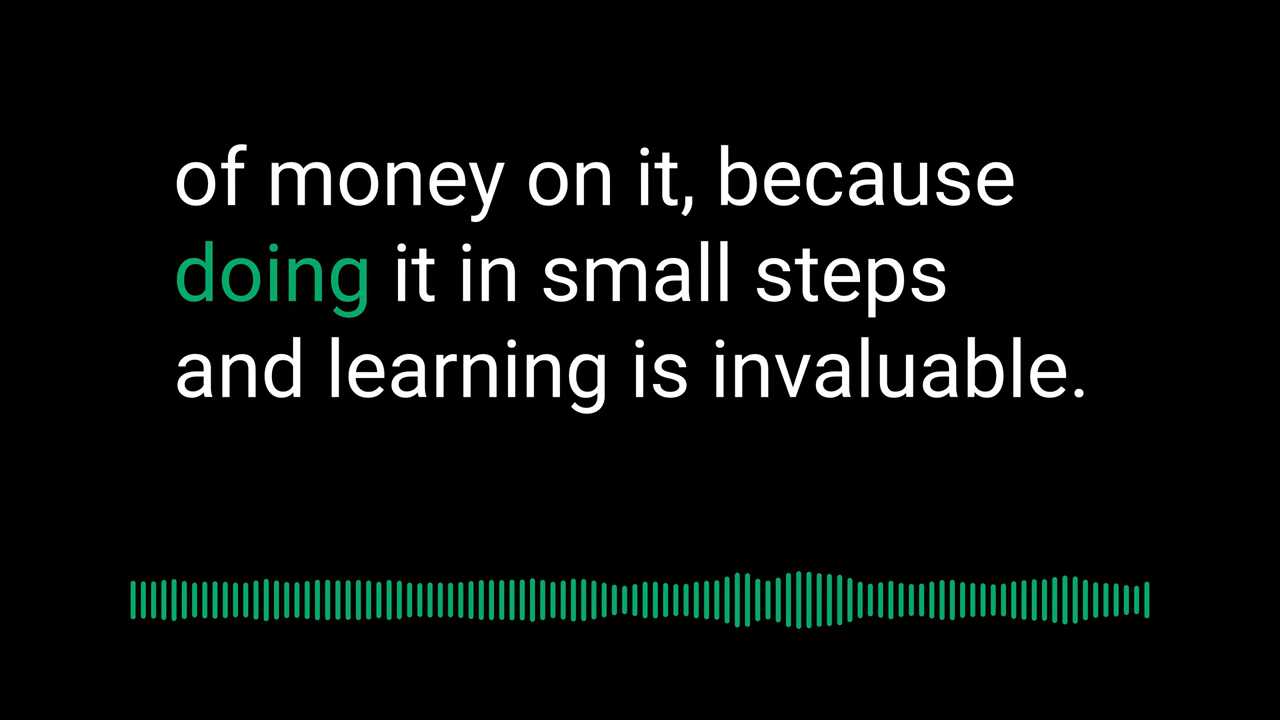 of money on it, because
doing it in small steps
and learning is invaluable.